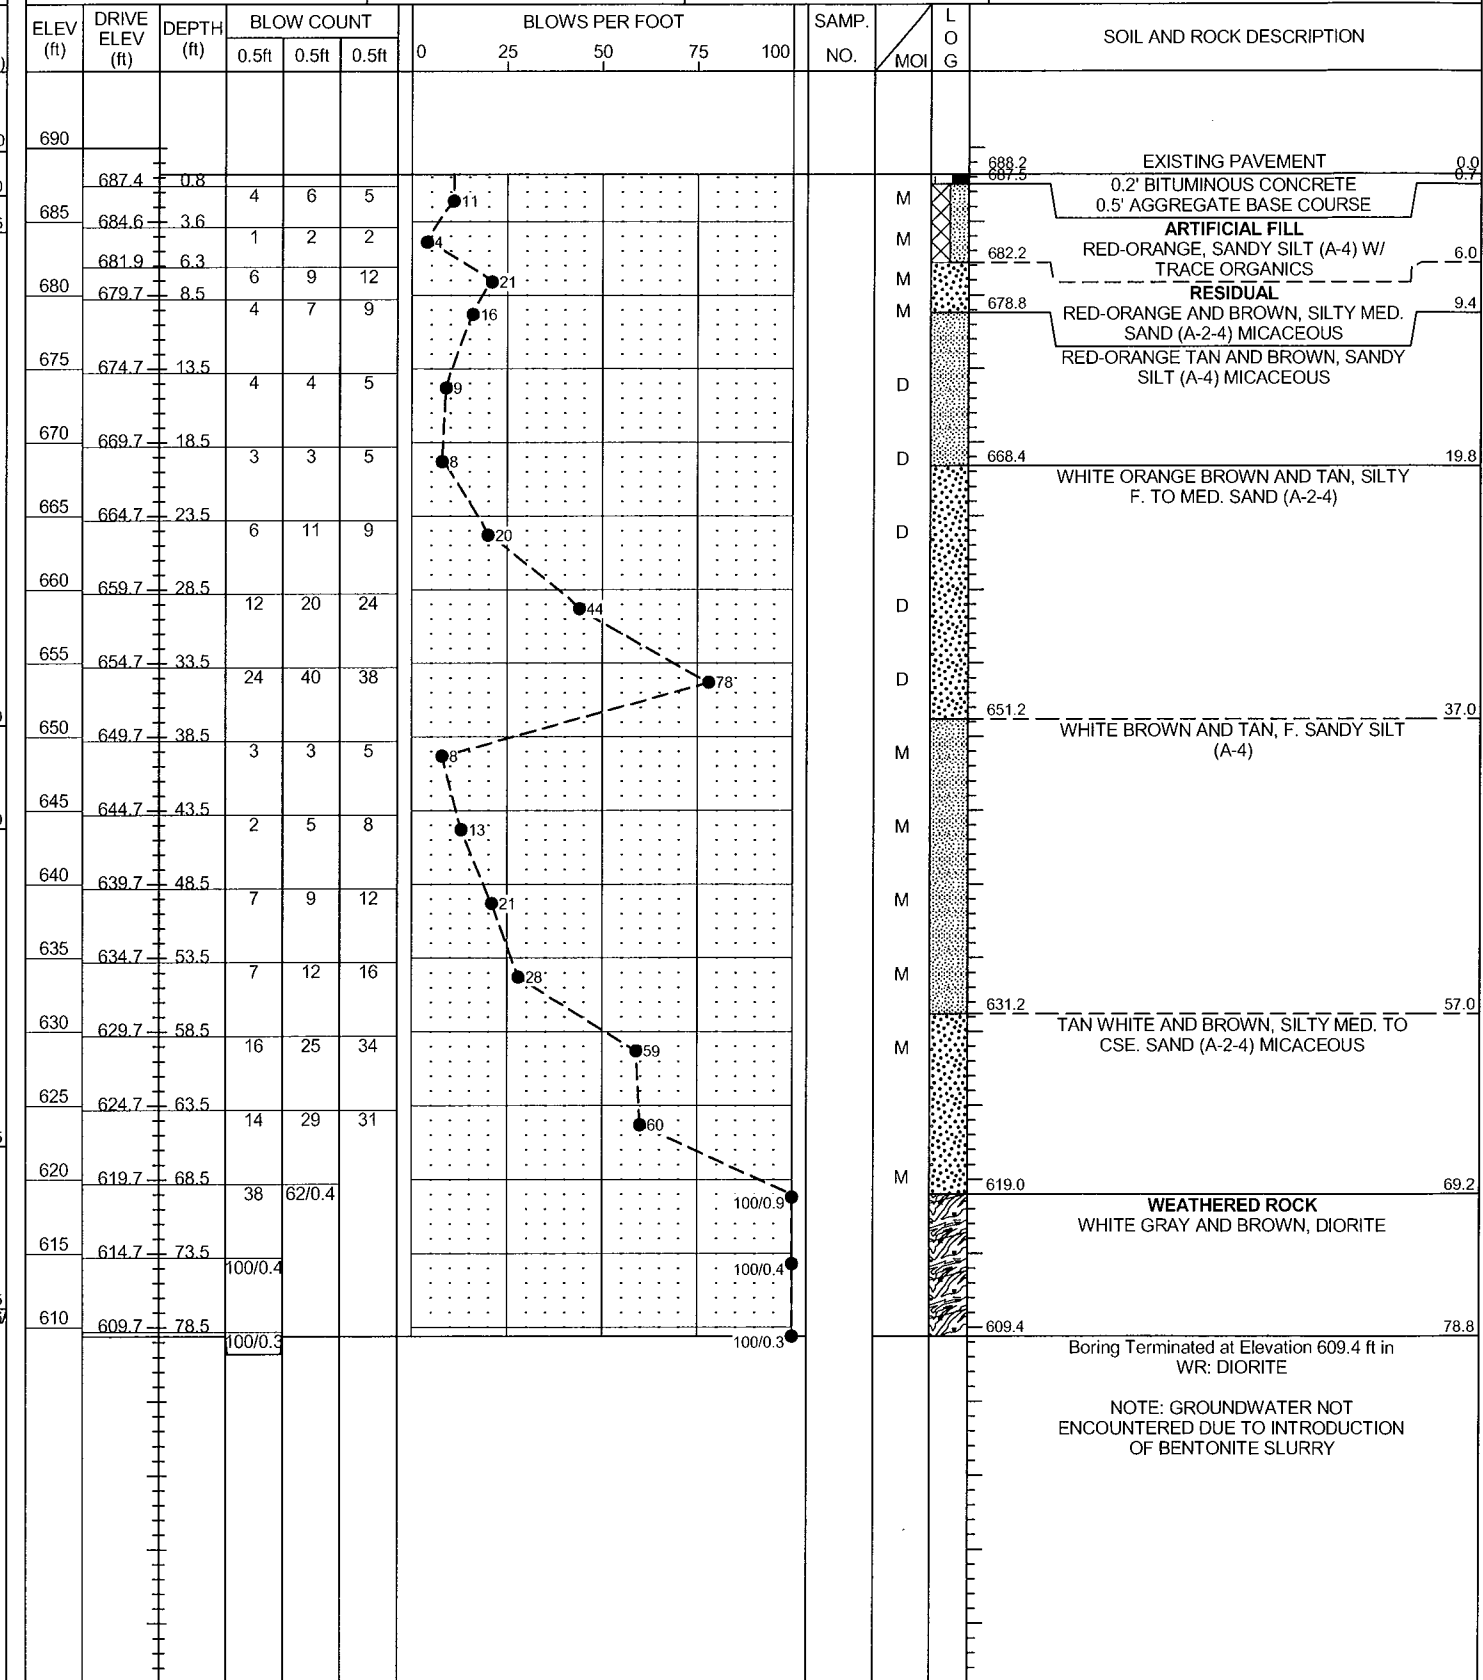 ELEV (ft) DRIVE ELEV (ft) DEPTH (ft) BLOW COUNT BLOWS PER FOOT SAMP. NO. MOI LOG SOIL AND ROCK DESCRIPTION
0.5ft 0.5ft 0.5ft 0 25 50 75 100
690
688.2 EXISTING PAVEMENT 0.0
687.4 0.8 687.5 0.7
4 6 5 11 M 0.2' BITUMINOUS CONCRETE
0.5' AGGREGATE BASE COURSE
685
684.6 3.6 ARTIFICIAL FILL
1 2 2 4 M RED-ORANGE, SANDY SILT (A-4) W/
682.2 6.0
681.9 6.3 TRACE ORGANICS
6 9 12 21 M
680
679.7 8.5 RESIDUAL
4 7 9 16 M 678.8 RED-ORANGE AND BROWN, SILTY MED. 9.4
SAND (A-2-4) MICACEOUS
675
674.7 13.5 RED-ORANGE TAN AND BROWN, SANDY
4 4 5 9 D SILT (A-4) MICACEOUS
670
669.7 18.5
3 3 5 8 D 668.4 19.8
WHITE ORANGE BROWN AND TAN, SILTY
F. TO MED. SAND (A-2-4)
665
664.7 23.5
6 11 9 20 D
660
659.7 28.5
12 20 24 44 D
655
654.7 33.5
24 40 38 78 D
651.2 37.0
WHITE BROWN AND TAN, F. SANDY SILT
(A-4)
650
649.7 38.5
3 3 5 8 M
645
644.7 43.5
2 5 8 13 M
640
639.7 48.5
7 9 12 21 M
635
634.7 53.5
7 12 16 28 M
631.2 57.0
TAN WHITE AND BROWN, SILTY MED. TO
CSE. SAND (A-2-4) MICACEOUS
630
629.7 58.5
16 25 34 59 M
625
624.7 63.5
14 29 31 60
620
619.7 68.5 M
38 62/0.4 100/0.9 619.0 69.2
WEATHERED ROCK
WHITE GRAY AND BROWN, DIORITE
615
614.7 73.5
100/0.4 100/0.4
610
609.7 78.5 609.4 78.8
100/0.3 100/0.3
Boring Terminated at Elevation 609.4 ft in
WR: DIORITE
NOTE: GROUNDWATER NOT
ENCOUNTERED DUE TO INTRODUCTION
OF BENTONITE SLURRY